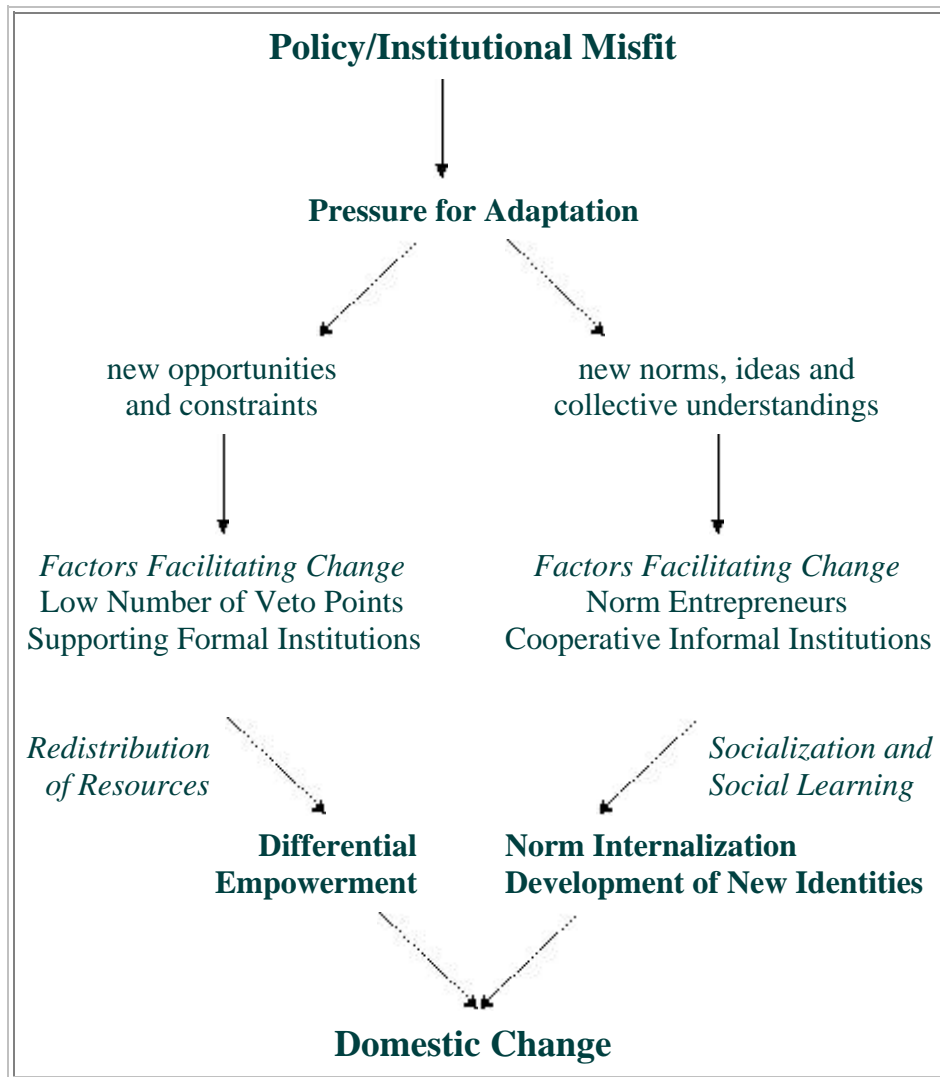 Policy/Institutional Misfit
Pressure for Adaptation
new opportunities
and constraints
new norms, ideas and
collective understandings
Factors Facilitating Change
Low Number of Veto Points
Supporting Formal Institutions
Factors Facilitating Change
Norm Entrepreneurs
Cooperative Informal Institutions
Redistribution
of Resources
Socialization and
Social Learning
Differential
Empowerment
Norm Internalization
Development of New Identities
Domestic Change